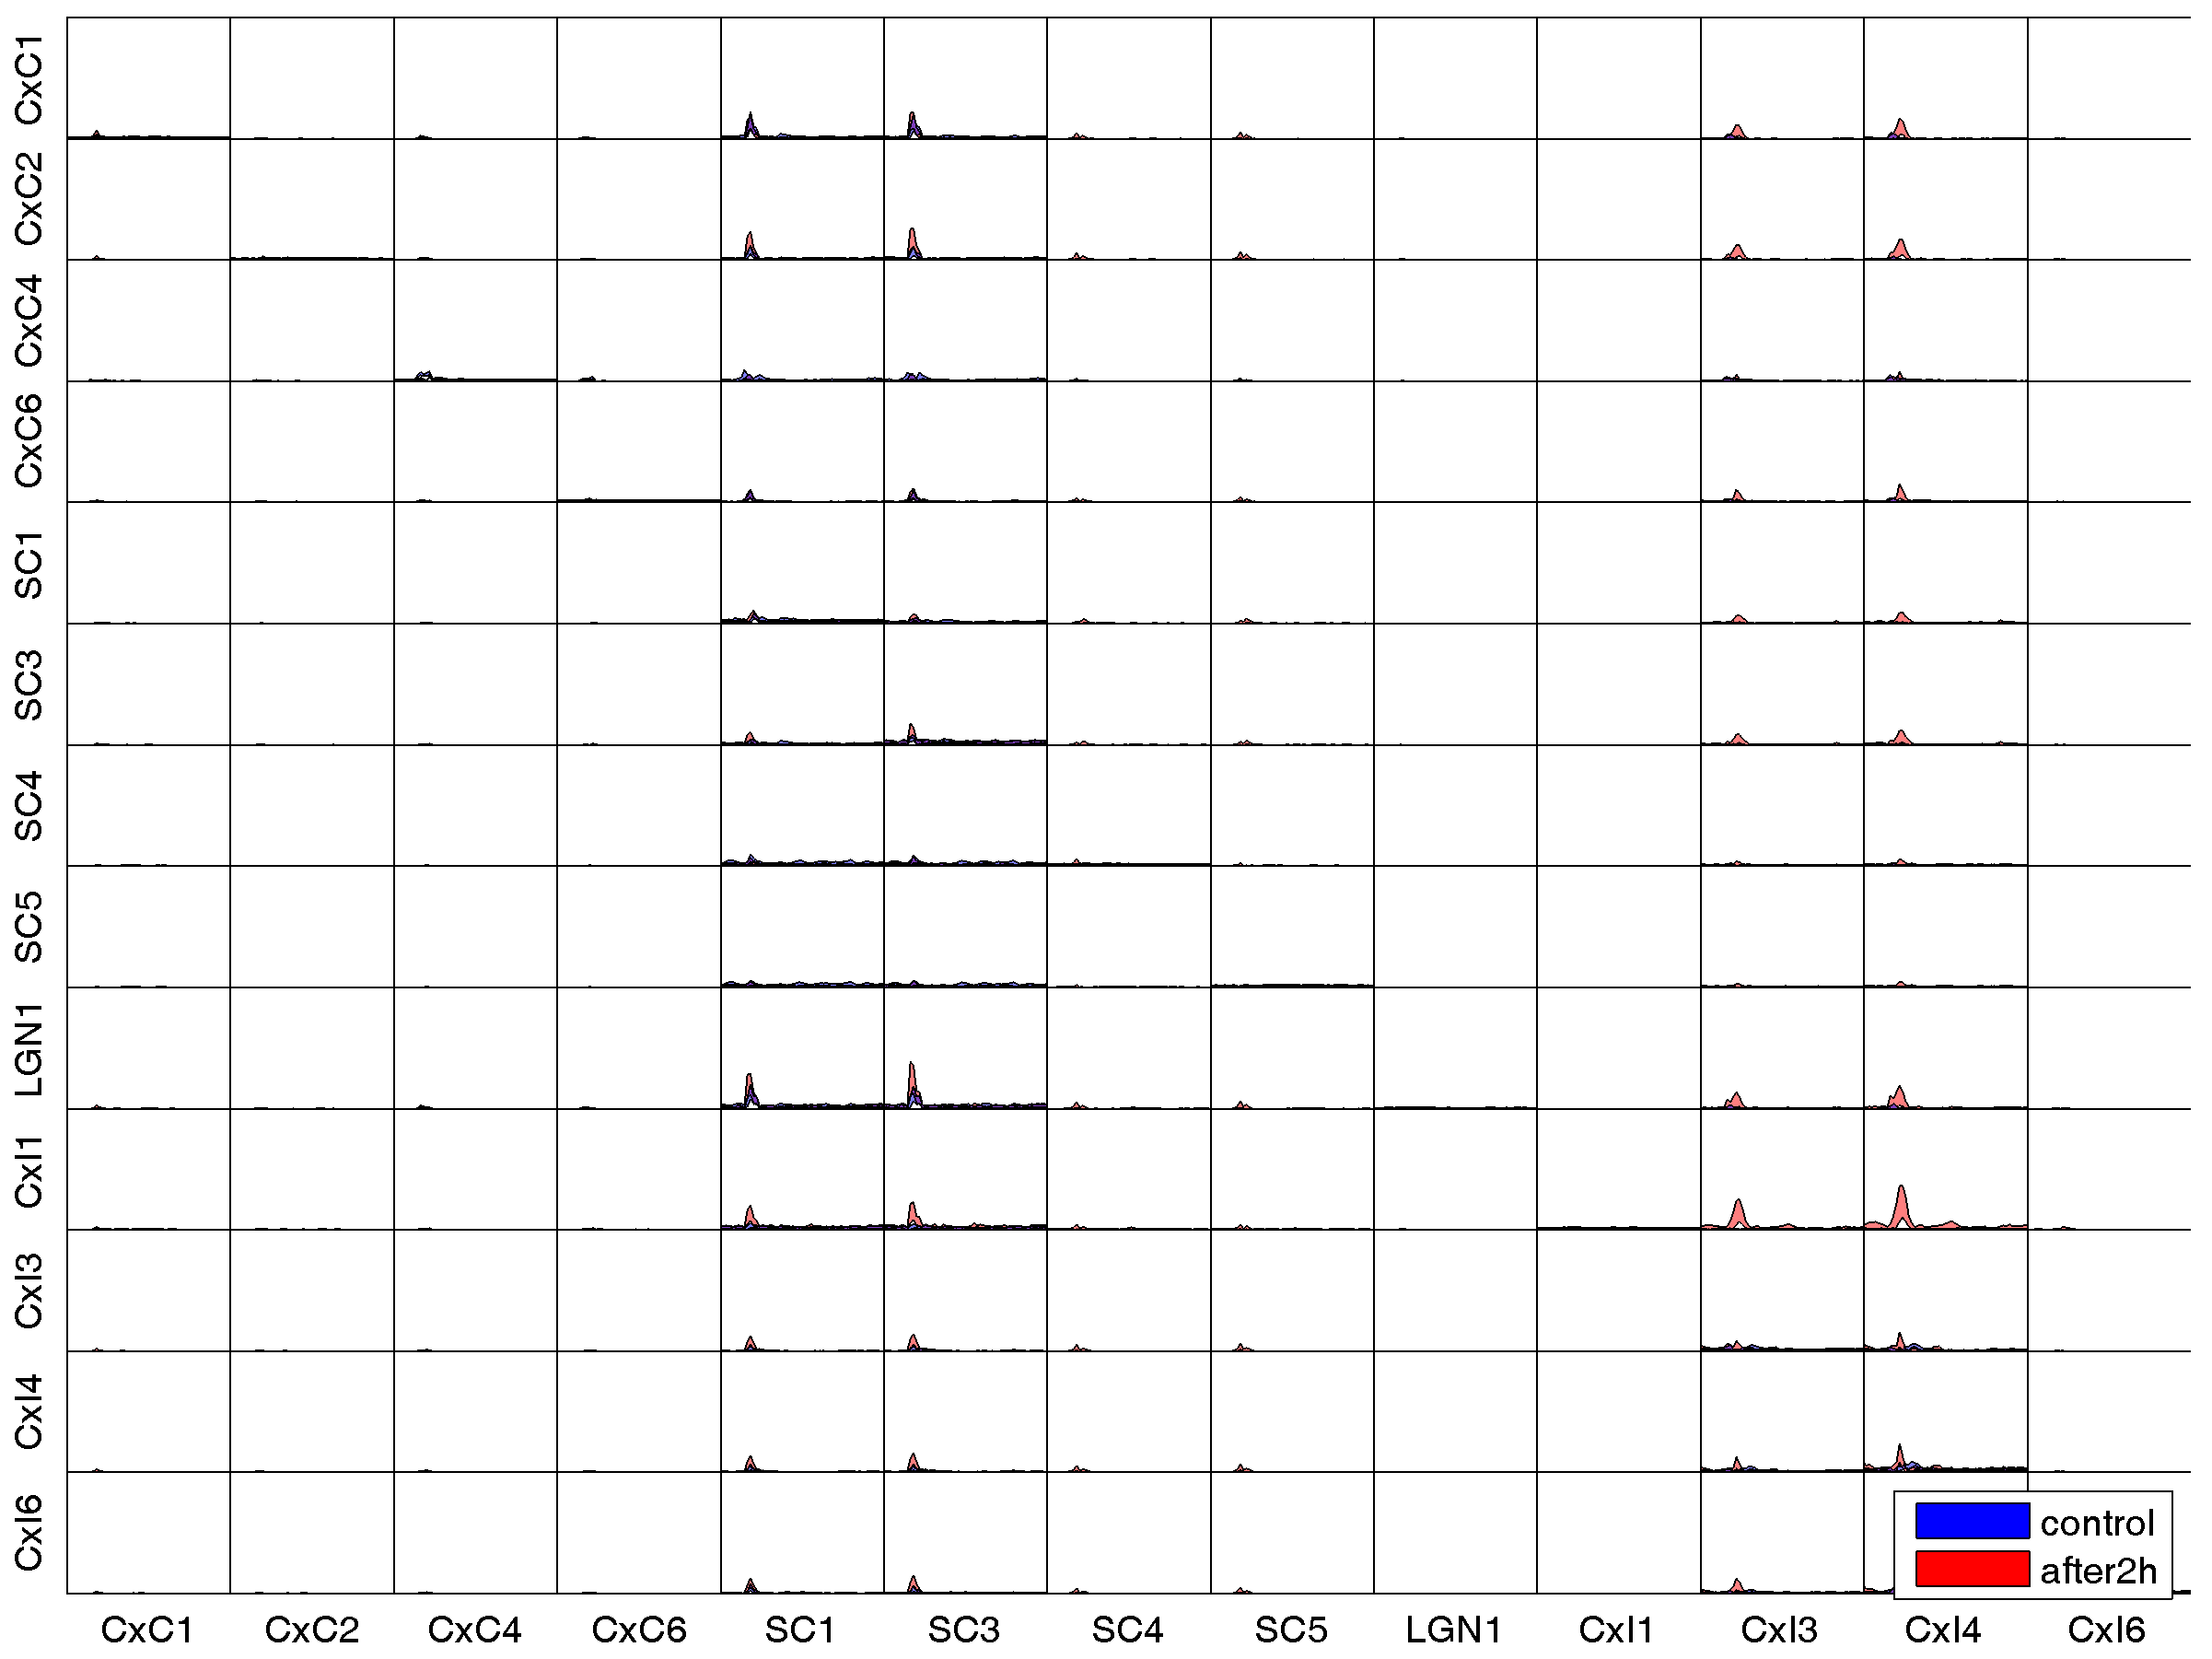 CxC1
CxC2
CxC4
CxC6
SC1
SC3
SC4
SC5
LGN1
CxI1
CxI3
CxI4
CxI6
control
after2h
CxC1 CxC2 CxC4 CxC6 SC1 SC3 SC4 SC5 LGN1 CxI1 CxI3 CxI4 CxI6